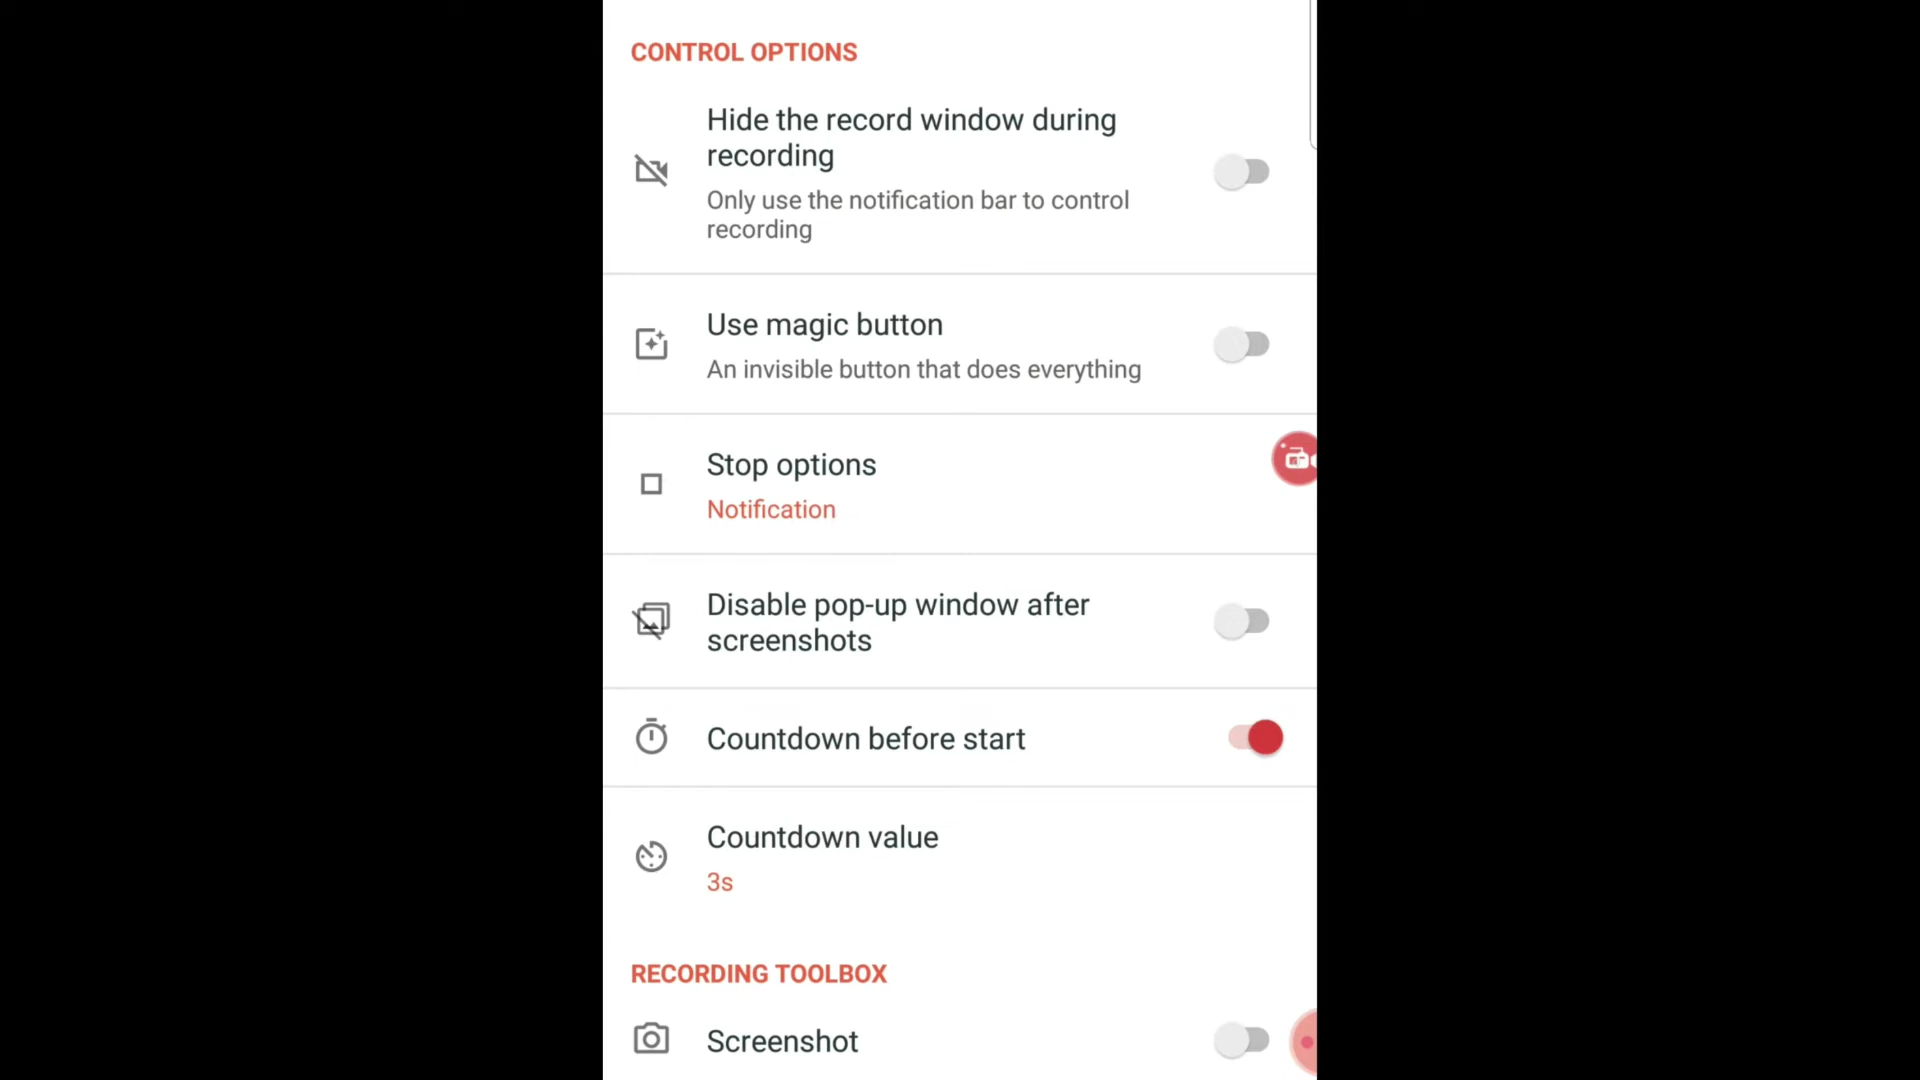 CONTROL OPTIONS
Hide the record window during
recording
Only use the notification bar to control
recording
Use magic button
An invisible button that does everything
Stop options
Notification
Disable pop-up window after
screenshots
Countdown before start
Countdown value
3s
RECORDING TOOLBOX
Screenshot